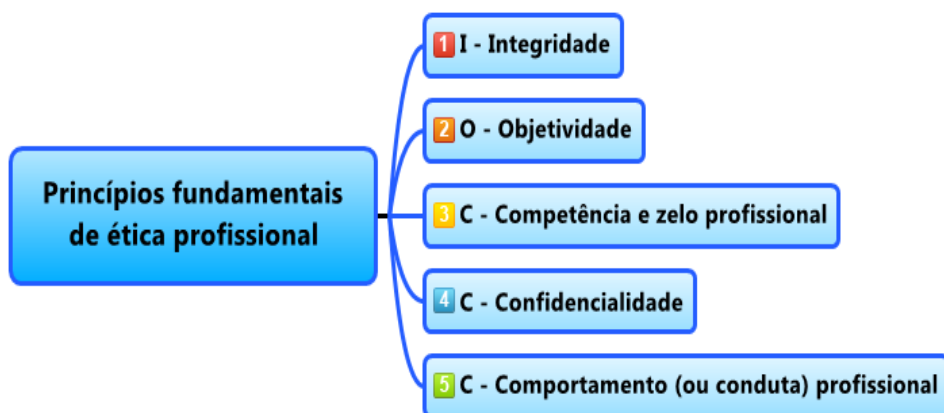 Princípios fundamentais
de ética profissional
1 I - Integridade
2 O - Objetividade
3 C - Competência e zelo profissional
4 C - Confidencialidade
5 C - Comportamento (ou conduta) profissional